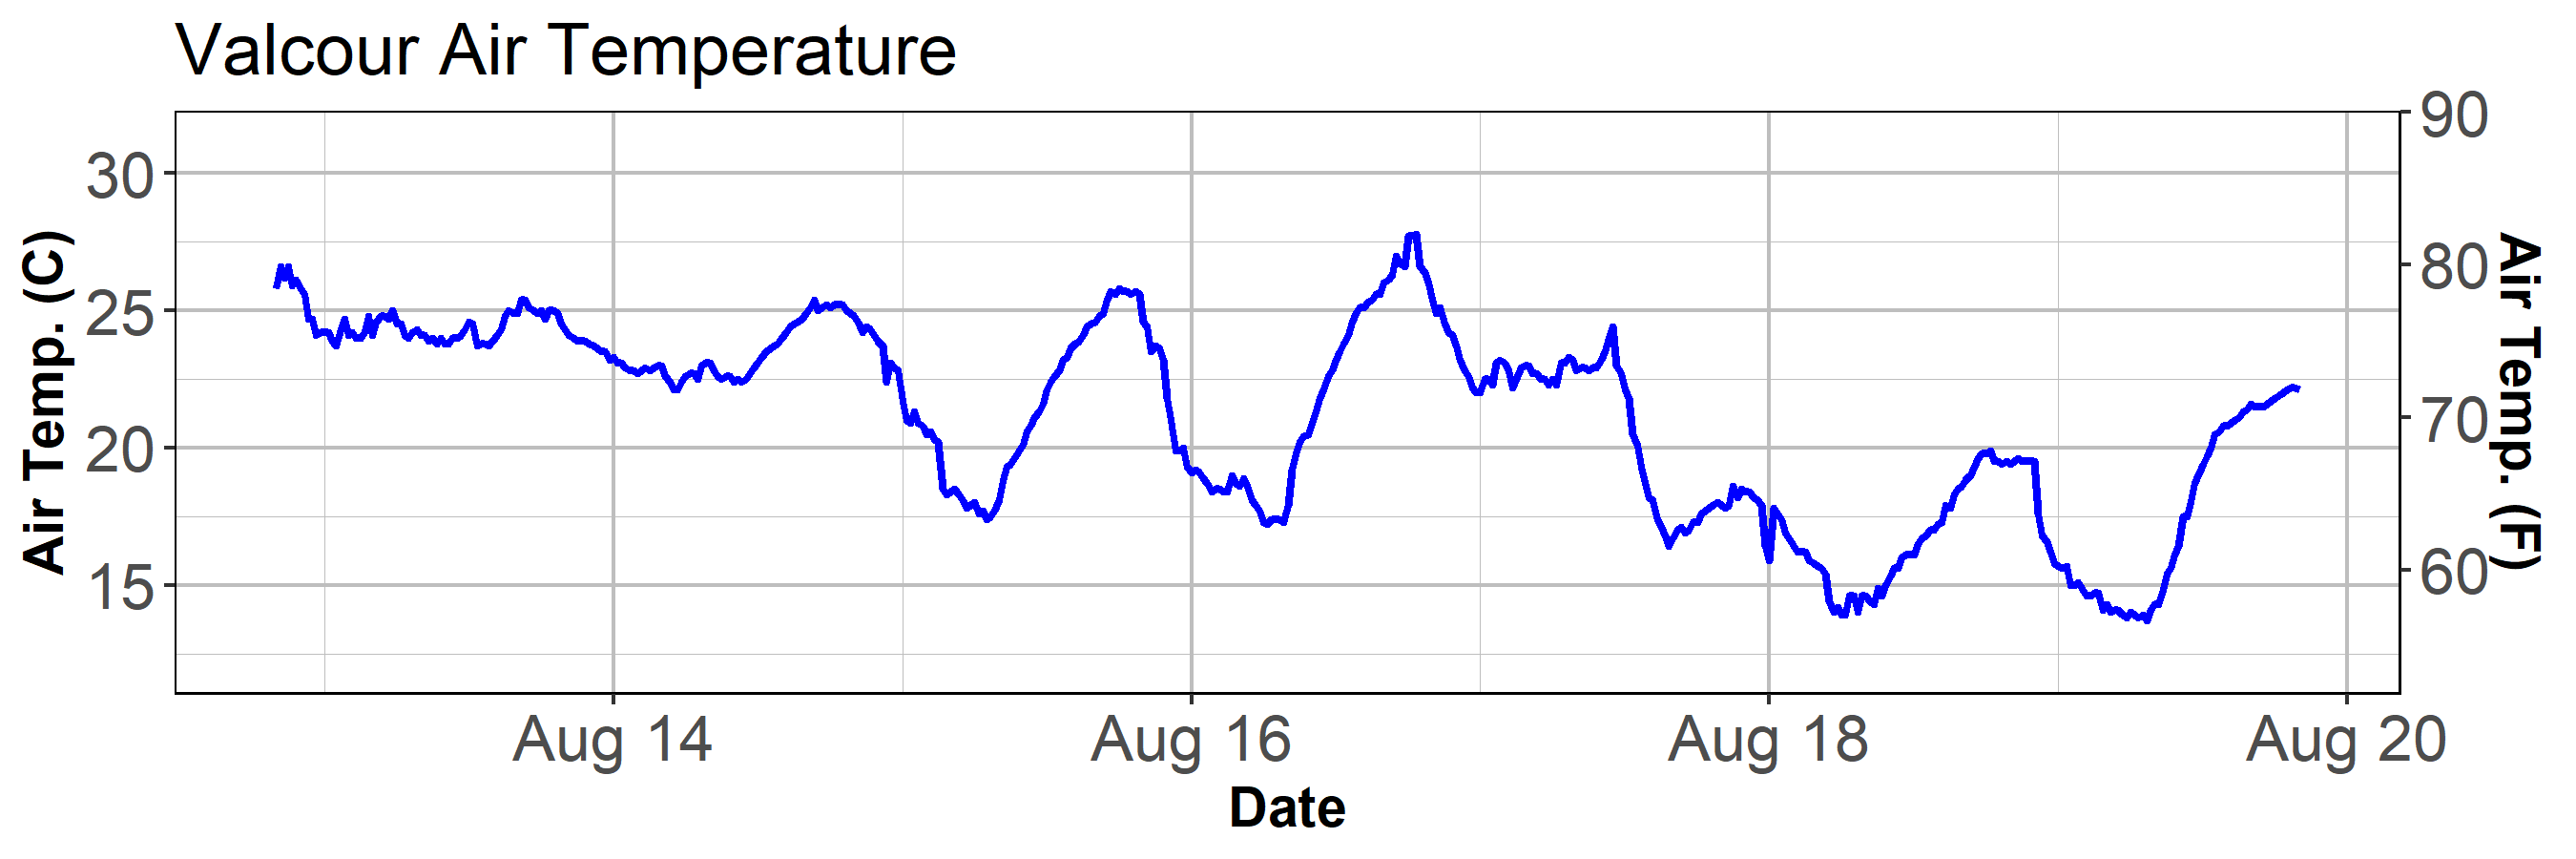 Valcour Air Temperature
Air Temp. (C)
30
25
20
15
90
80
70
60
Air Temp. (F)
Aug 14 Aug 16 Aug 18 Aug 20
Date